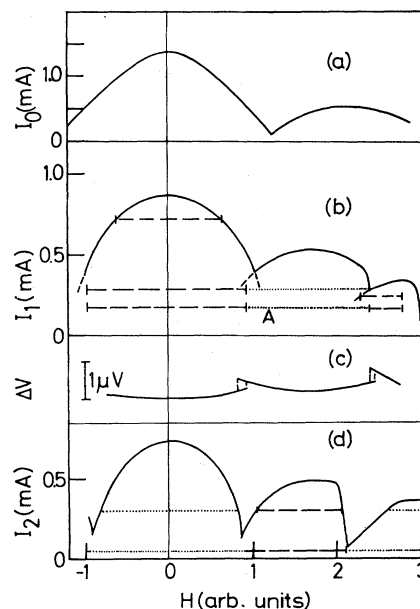 (a)
1.0
0
I₀(mA)
(b)
1.0
0.5
0
I₁(mA)
A
(c)
1μV
ΔV
(d)
0.5
0
I₂(mA)
-1 0 1 2 3
H(arb. units)